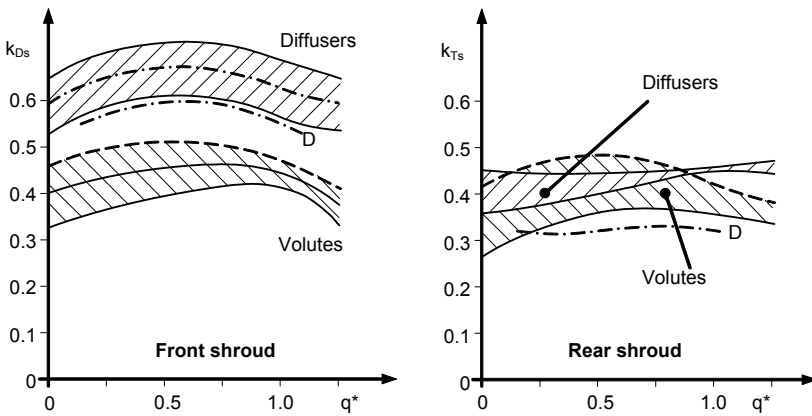 k_Ds
Diffusers
0.6
0.5
D
0.4
0.3
Volutes
0.2
0.1
Front shroud
0
0 0.5 1.0 q*
k_Ts
Diffusers
0.6
0.5
0.4
0.3
D
Volutes
0.2
0.1
Rear shroud
0
0 0.5 1.0 q*